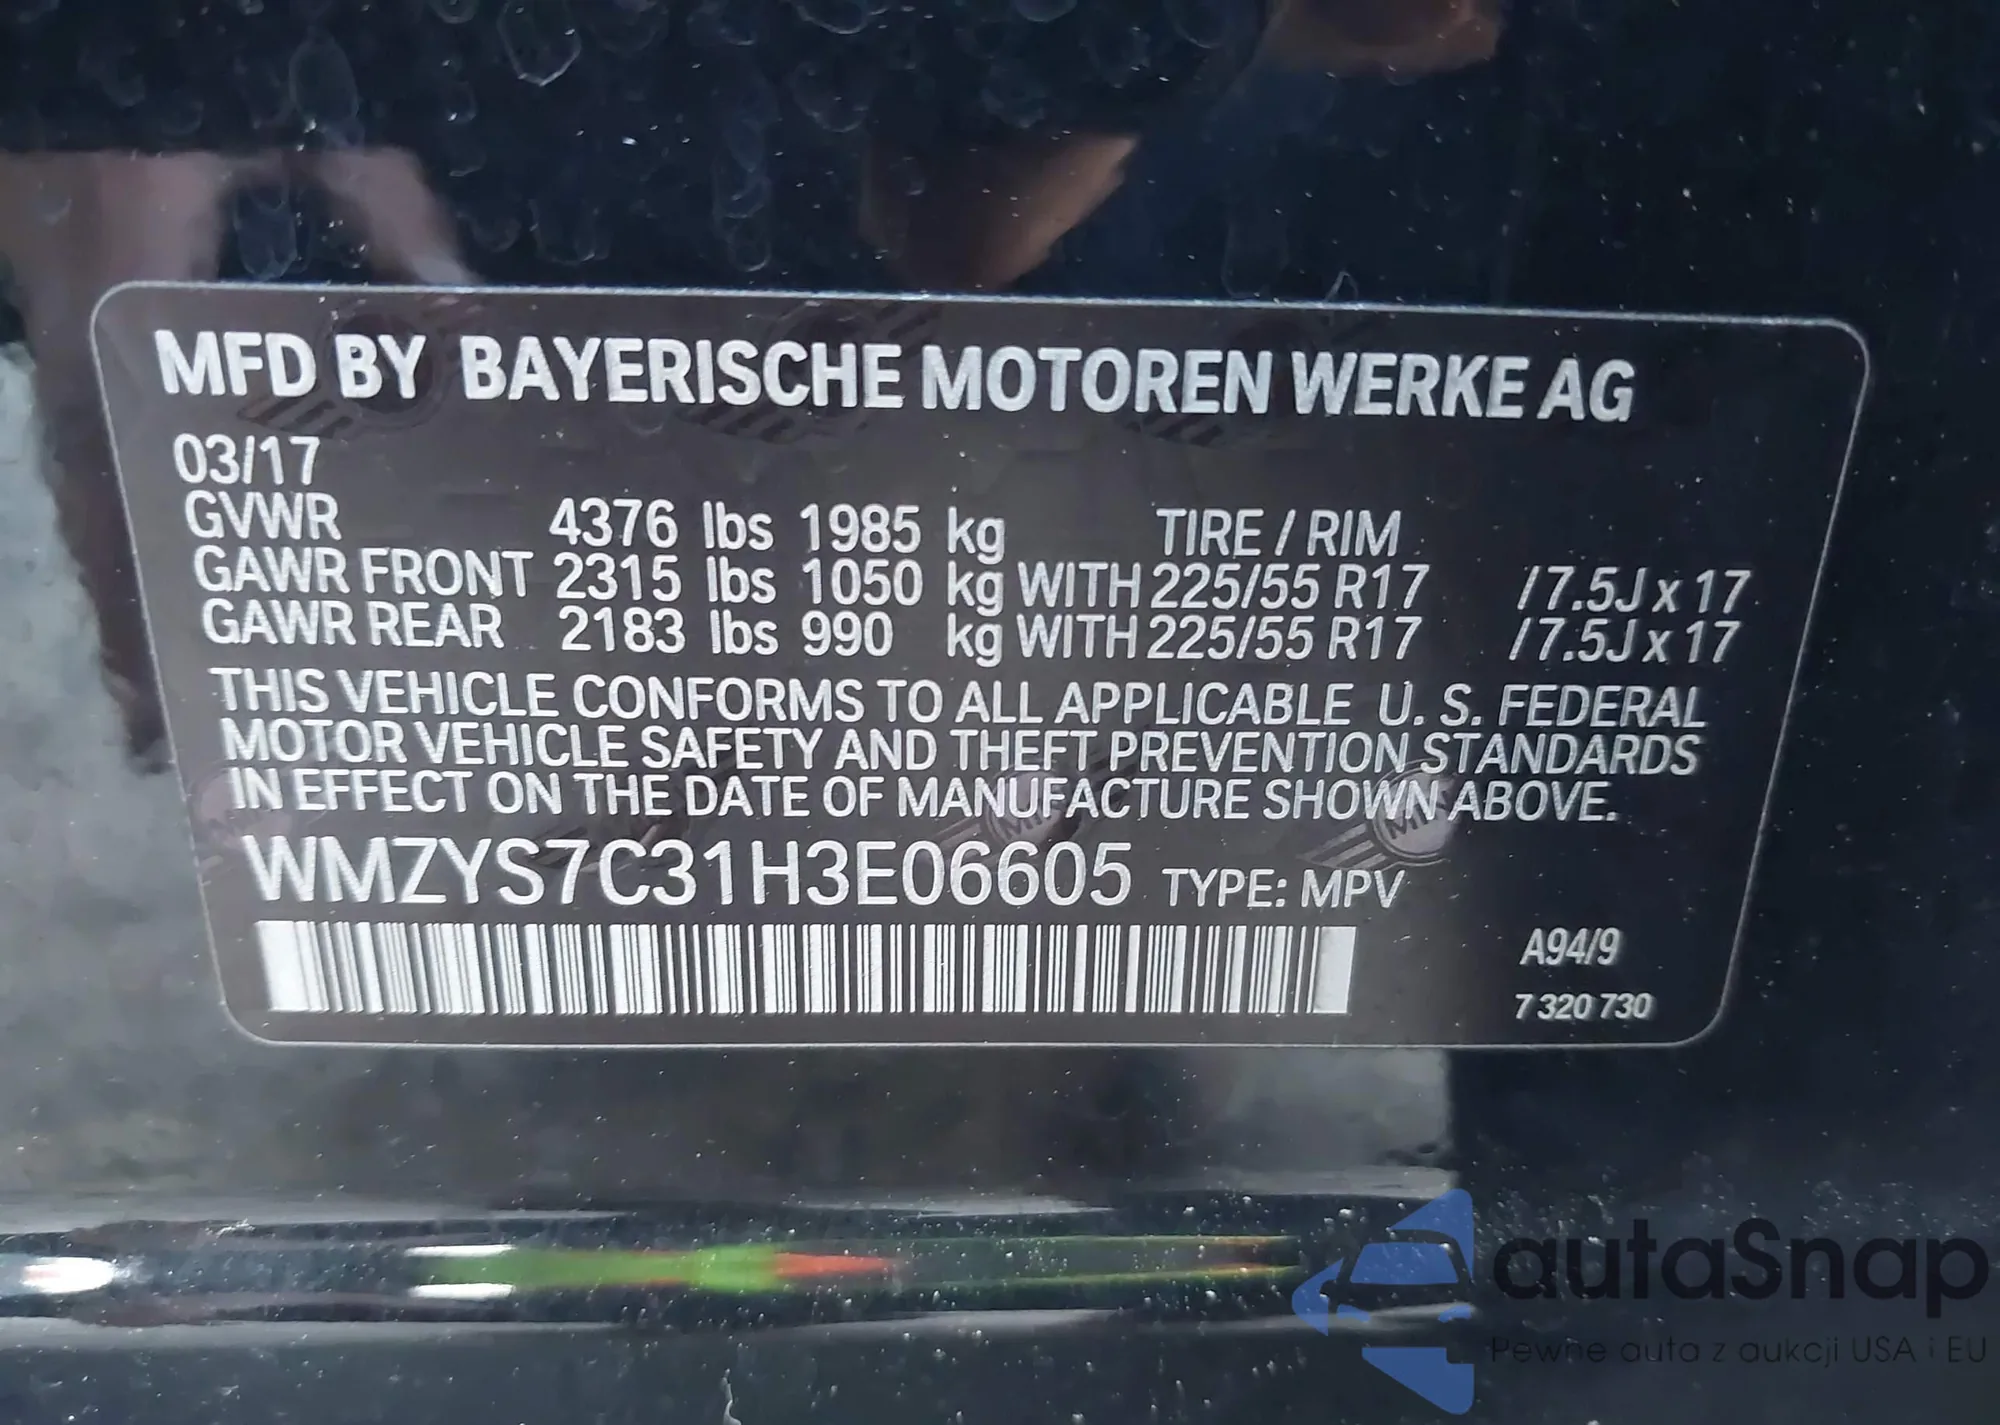 MFD BY BAYERISCHE MOTOREN WERKE AG
03/17
GVWR 4376 lbs 1985 kg TIRE / RIM
GAWR FRONT 2315 lbs 1050 kg WITH 225/55 R17 /7.5J x 17
GAWR REAR 2183 lbs 990 kg WITH 225/55 R17 /7.5J x 17
THIS VEHICLE CONFORMS TO ALL APPLICABLE U. S. FEDERAL
MOTOR VEHICLE SAFETY AND THEFT PREVENTION STANDARDS
IN EFFECT ON THE DATE OF MANUFACTURE SHOWN ABOVE.
WMZYS7C31H3E06605 TYPE: MPV
A94/9
7 320 730
autaSnap
Pewne auta z aukcji USA i EU